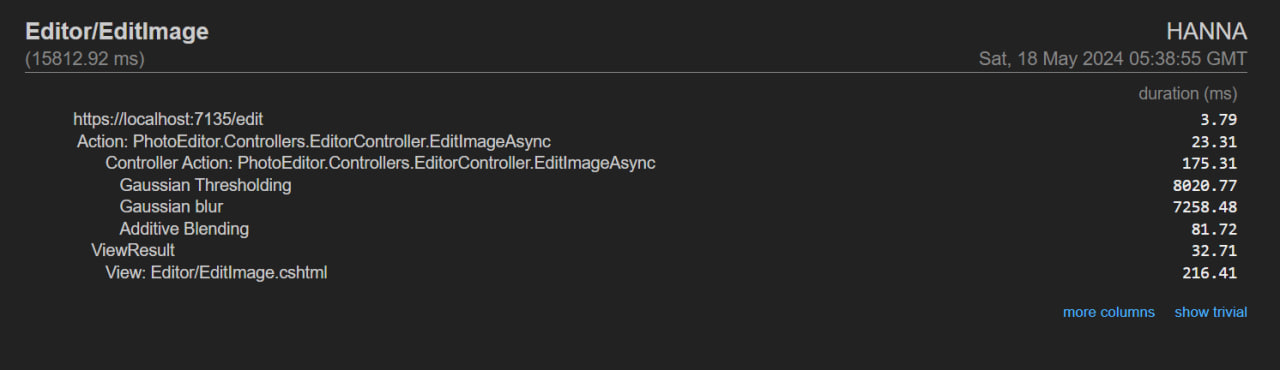 Editor/EditImage HANNA
(15812.92 ms) Sat, 18 May 2024 05:38:55 GMT
duration (ms)
https://localhost:7135/edit 3.79
Action: PhotoEditor.Controllers.EditorController.EditImageAsync 23.31
Controller Action: PhotoEditor.Controllers.EditorController.EditImageAsync 175.31
Gaussian Thresholding 8020.77
Gaussian blur 7258.48
Additive Blending 81.72
ViewResult 32.71
View: Editor/EditImage.cshtml 216.41
more columns show trivial